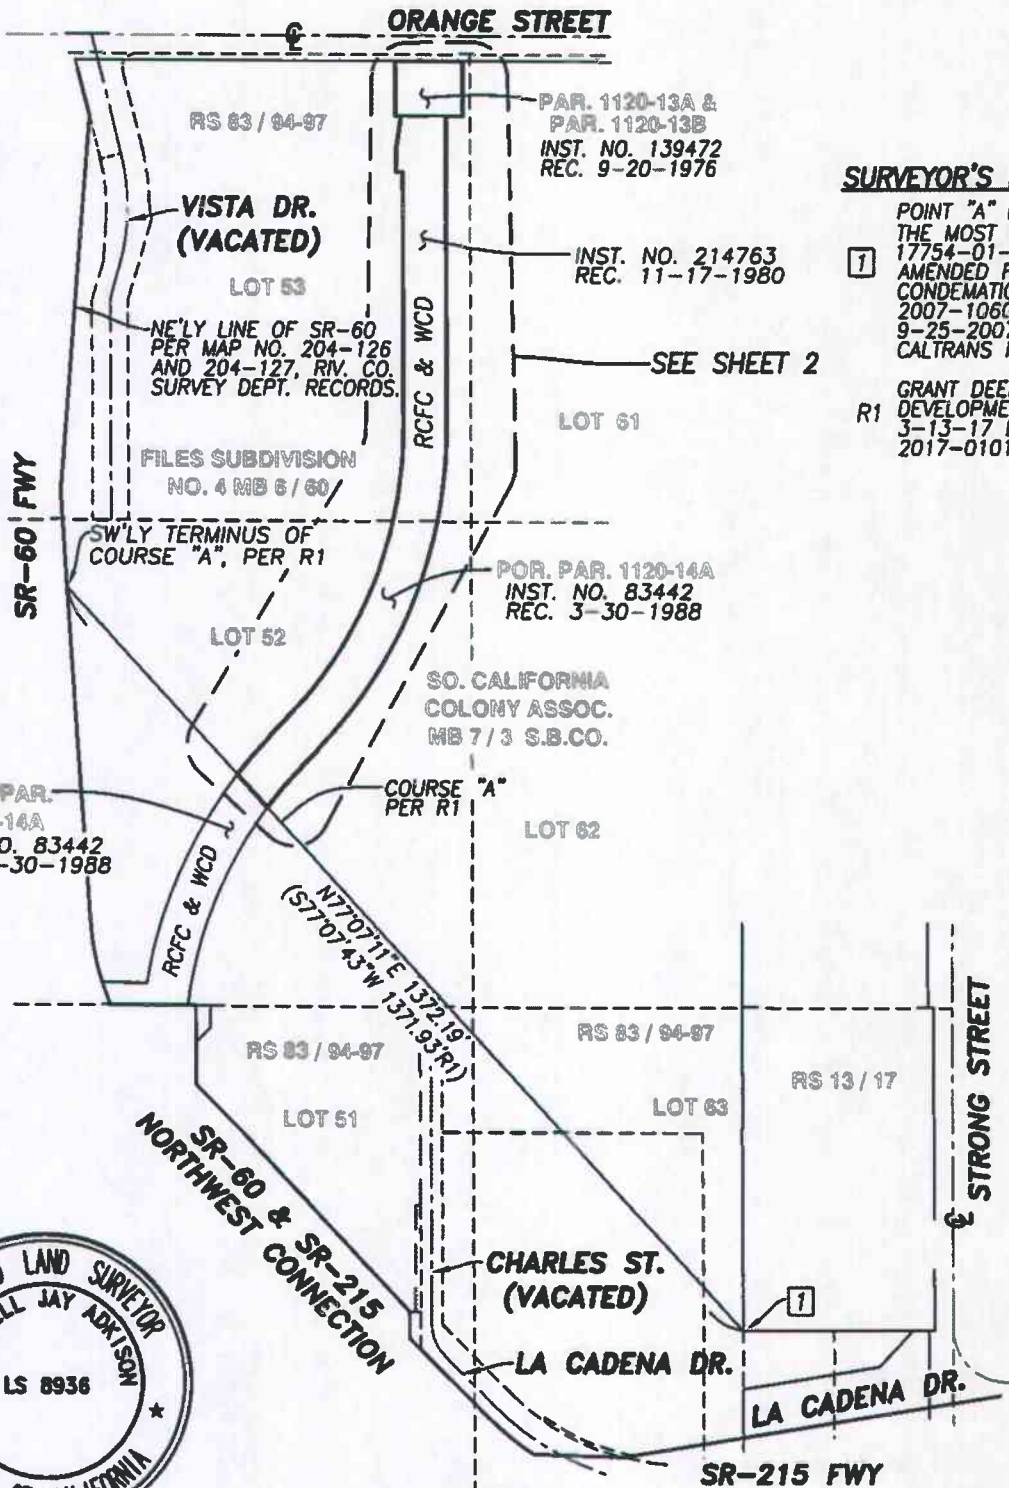 ORANGE STREET
℄
RS 83 / 94-97
PAR. 1120-13A &
PAR. 1120-13B
INST. NO. 139472
REC. 9-20-1976
VISTA DR.
(VACATED)
LOT 53
INST. NO. 214763
REC. 11-17-1980
SURVEYOR'S
POINT "A"
THE MOST
1
17754-01-
AMENDED
CONDEMATIO
2007-1060
9-25-2007
CALTRANS
NE'LY LINE OF SR-60
PER MAP NO. 204-126
AND 204-127, RIV. CO.
SURVEY DEPT. RECORDS.
RCFC & WCD
SEE SHEET 2
GRANT DEE
R1 DEVELOPME
3-13-17
2017-0101
LOT 61
FILES SUBDIVISION
NO. 4 MB 6 / 60
SR-60 FWY
SW'LY TERMINUS OF
COURSE "A", PER R1
POR. PAR. 1120-14A
INST. NO. 83442
REC. 3-30-1988
LOT 52
SO. CALIFORNIA
COLONY ASSOC.
MB 7 / 3 S.B.CO.
PAR.
-14A
O. 83442
-30-1988
COURSE "A"
PER R1
LOT 62
RCFC & WCD
N77°07'11"E 1372.19'
(S77°07'43"W 1371.93'R1)
RS 83 / 94-97
LOT 51
RS 83 / 94-97
LOT 63
RS 13 / 17
STRONG STREET
℄
SR-60 & SR-215
NORTHWEST CONNECTION
CHARLES ST.
(VACATED)
1
LA CADENA DR.
LA CADENA DR.
SR-215 FWY
LAND SURVEYOR
JAY ADKISON
LS 8936